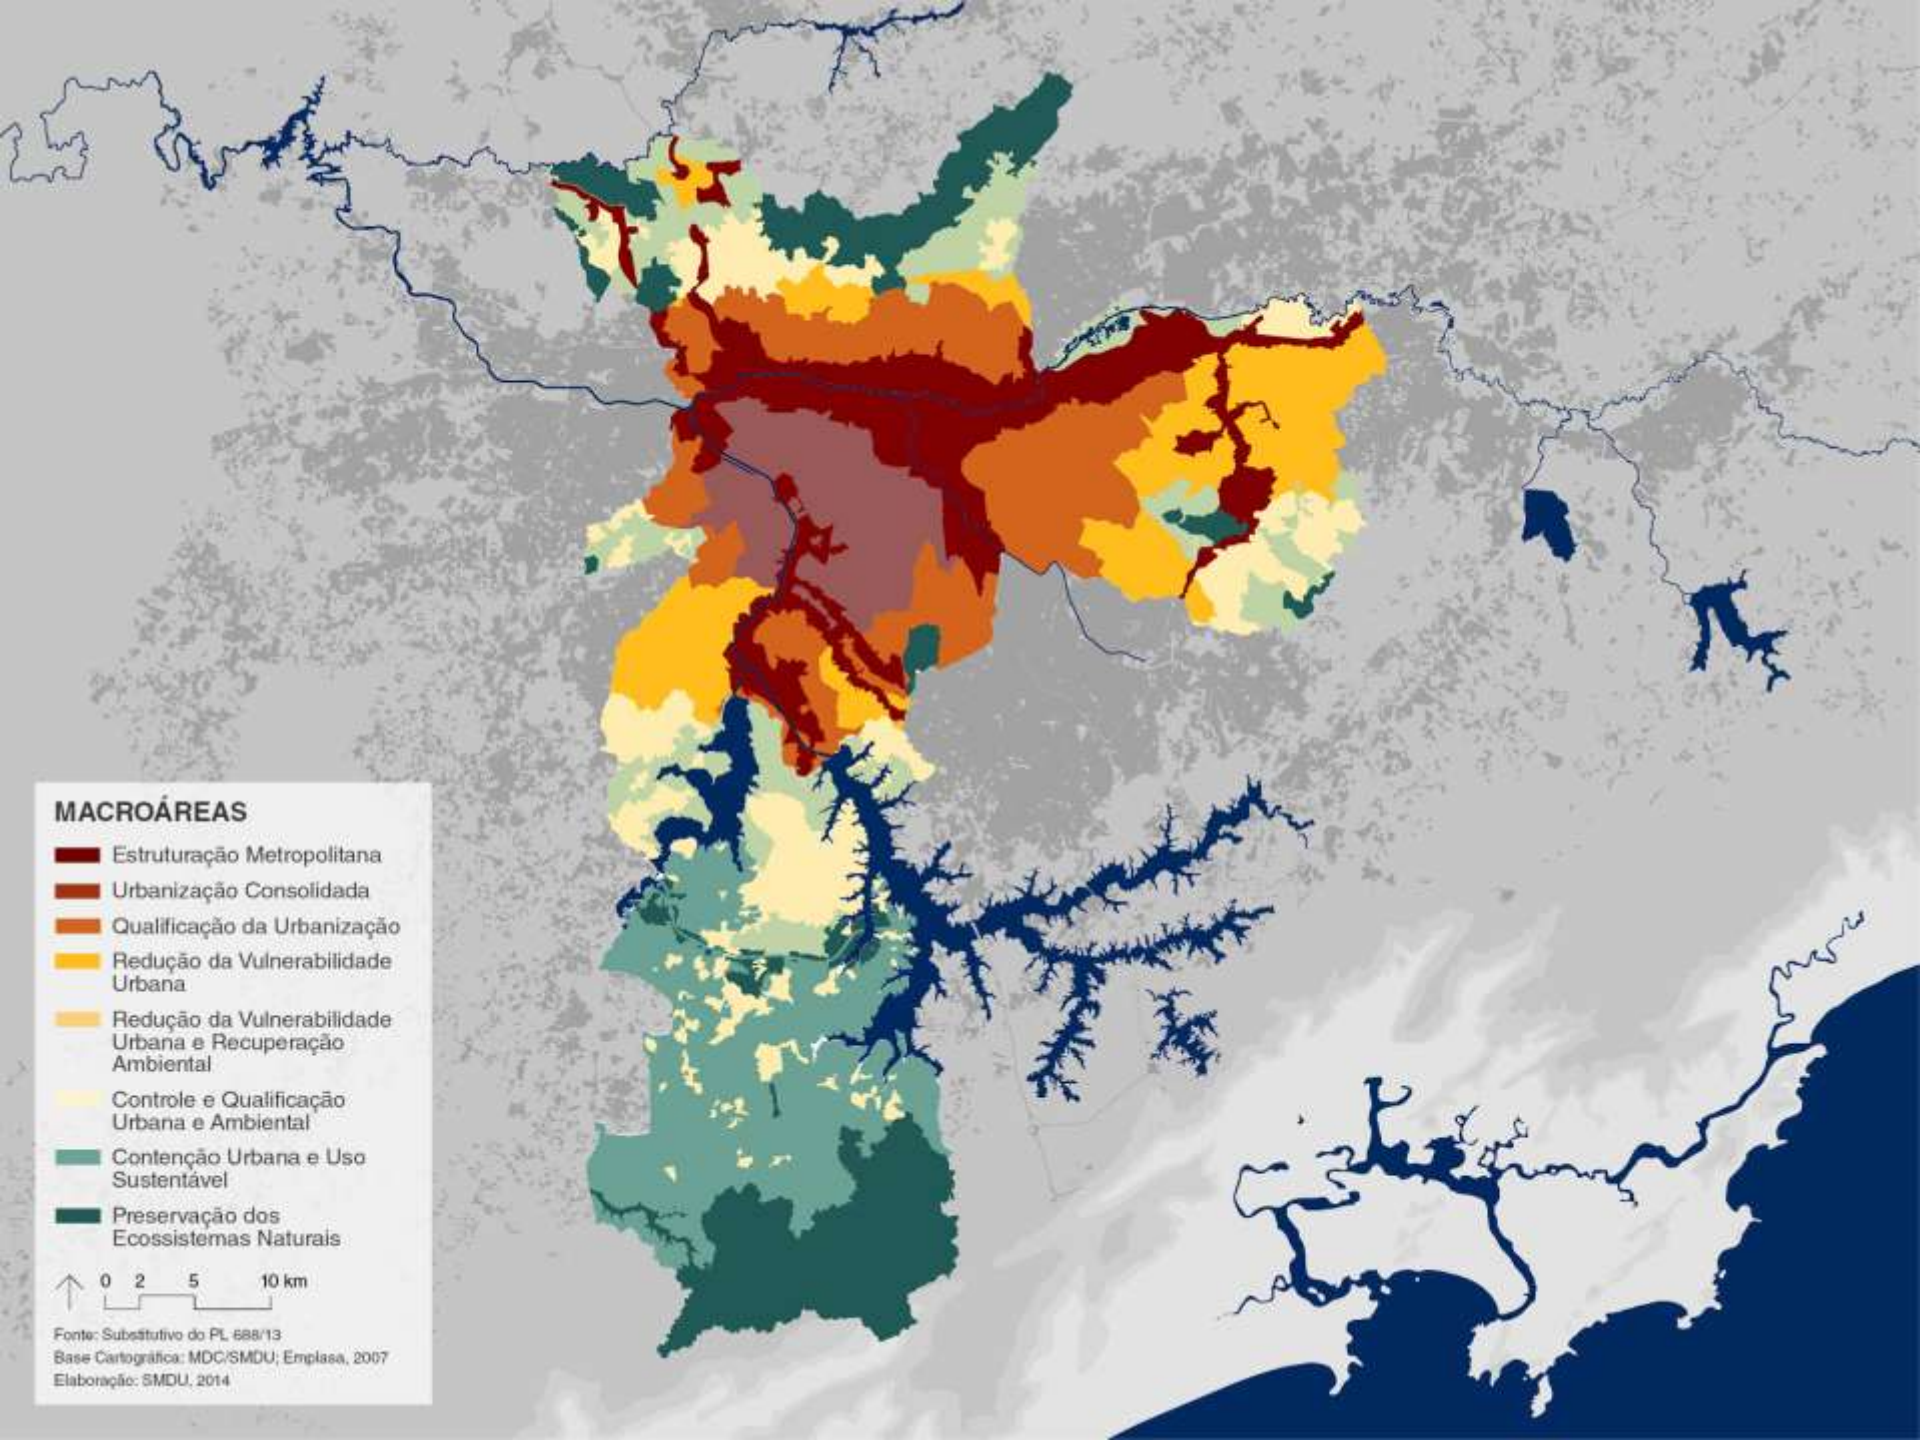 MACROÁREAS
Estruturação Metropolitana
Urbanização Consolidada
Qualificação da Urbanização
Redução da Vulnerabilidade
Urbana
Redução da Vulnerabilidade
Urbana e Recuperação
Ambiental
Controle e Qualificação
Urbana e Ambiental
Contenção Urbana e Uso
Sustentável
Preservação dos
Ecossistemas Naturais
0 2 5 10 km
Fonte: Substitutivo do PL 688/13
Base Cartográfica: MDC/SMDU; Emplasa, 2007
Elaboração: SMDU, 2014